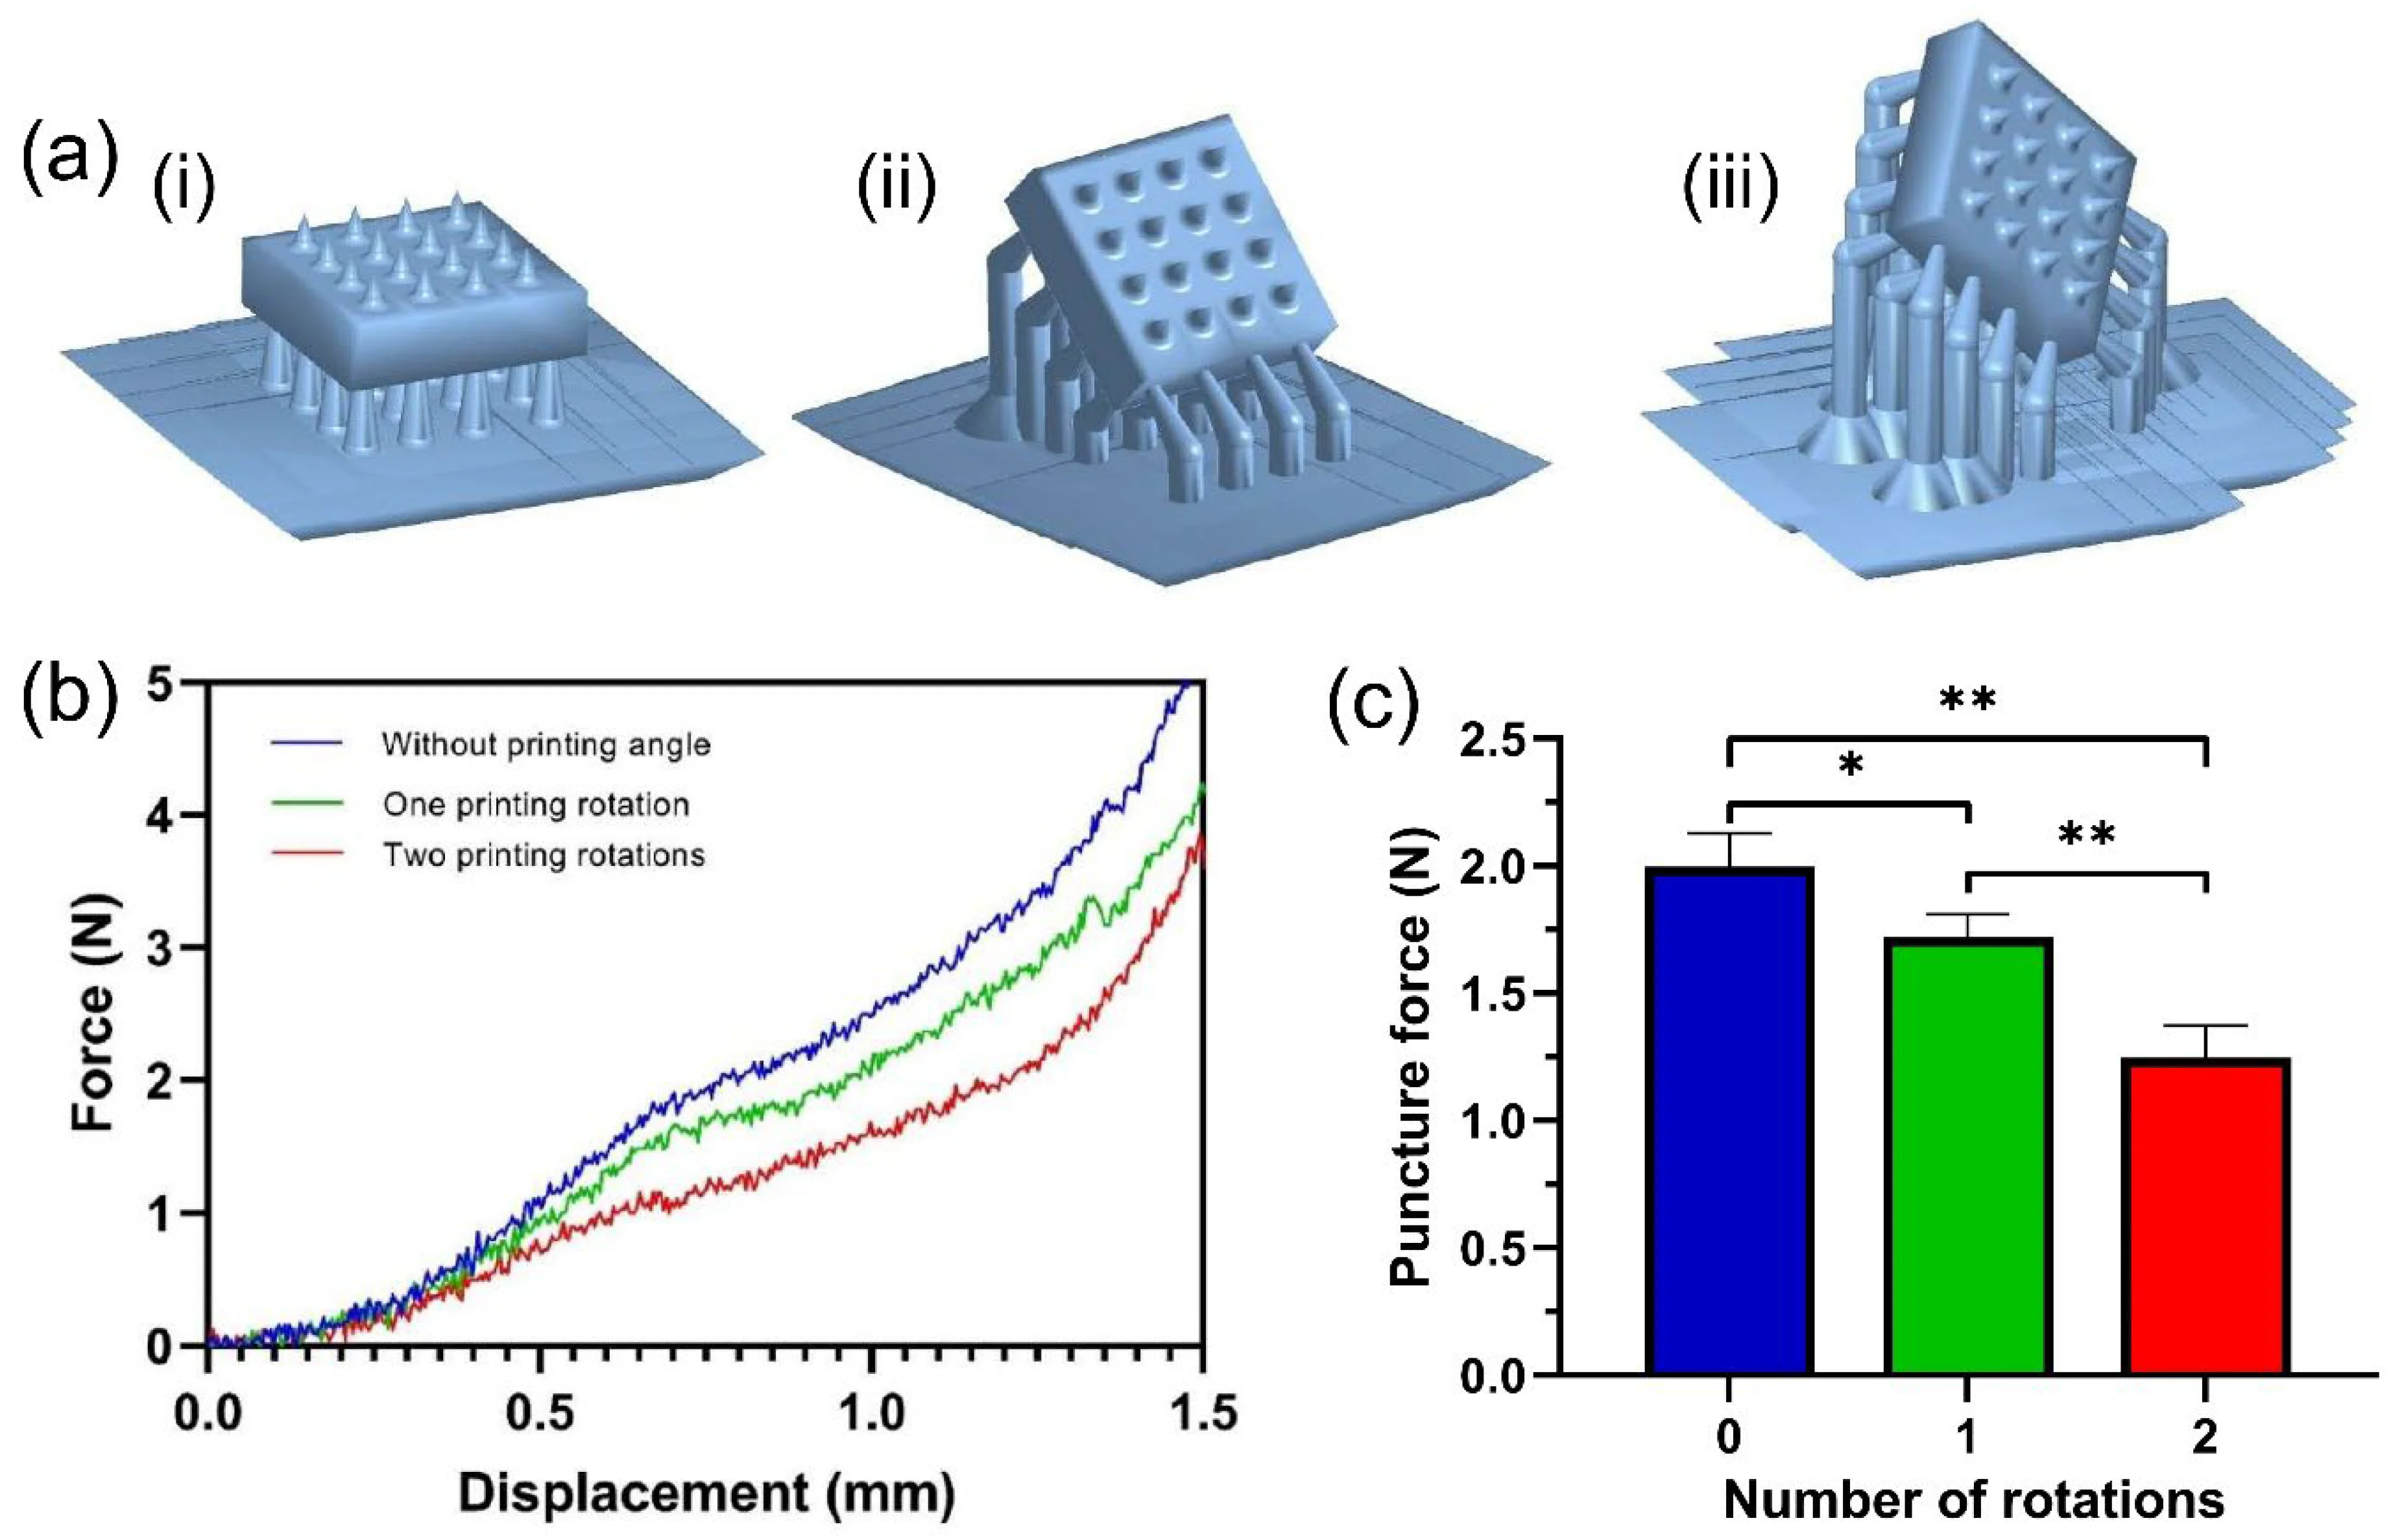 (a)
(i)
(ii)
(iii)
(b)
5
4
3
2
1
0
Force (N)
Without printing angle
One printing rotation
Two printing rotations
0.0 0.5 1.0 1.5
Displacement (mm)
(c)
**
*
**
2.5
2.0
1.5
1.0
0.5
0.0
Puncture force (N)
0 1 2
Number of rotations